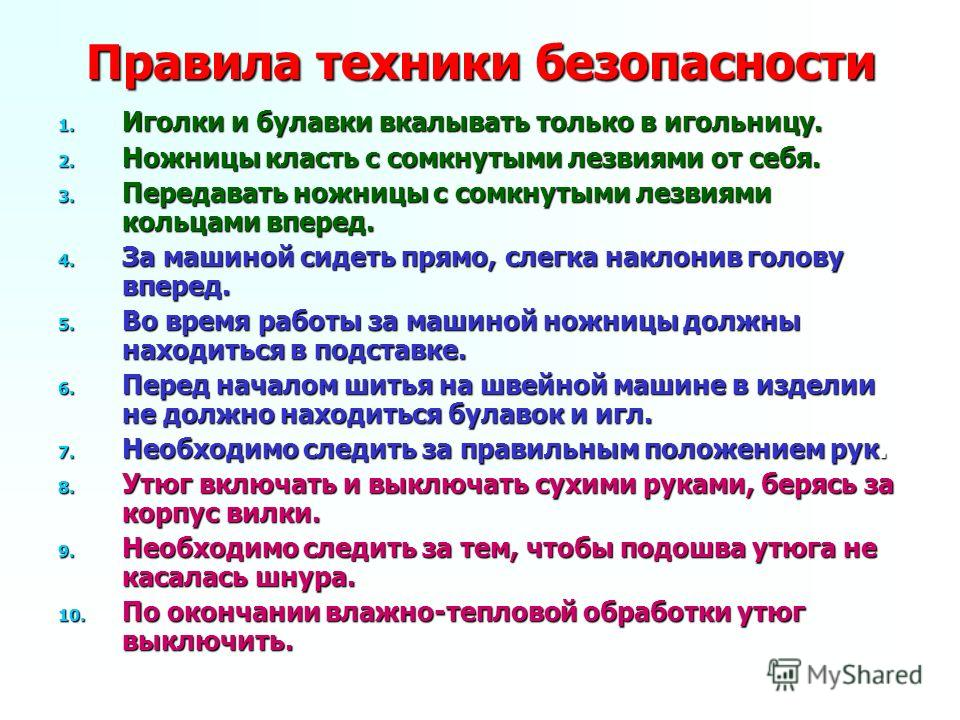 Правила техники безопасности
1. Иголки и булавки вкалывать только в игольницу.
2. Ножницы класть с сомкнутыми лезвиями от себя.
3. Передавать ножницы с сомкнутыми лезвиями
кольцами вперед.
4. За машиной сидеть прямо, слегка наклонив голову
вперед.
5. Во время работы за машиной ножницы должны
находиться в подставке.
6. Перед началом шитья на швейной машине в изделии
не должно находиться булавок и игл.
7. Необходимо следить за правильным положением рук.
8. Утюг включать и выключать сухими руками, берясь за
корпус вилки.
9. Необходимо следить за тем, чтобы подошва утюга не
касалась шнура.
10. По окончании влажно-тепловой обработки утюг
выключить.
MyShared